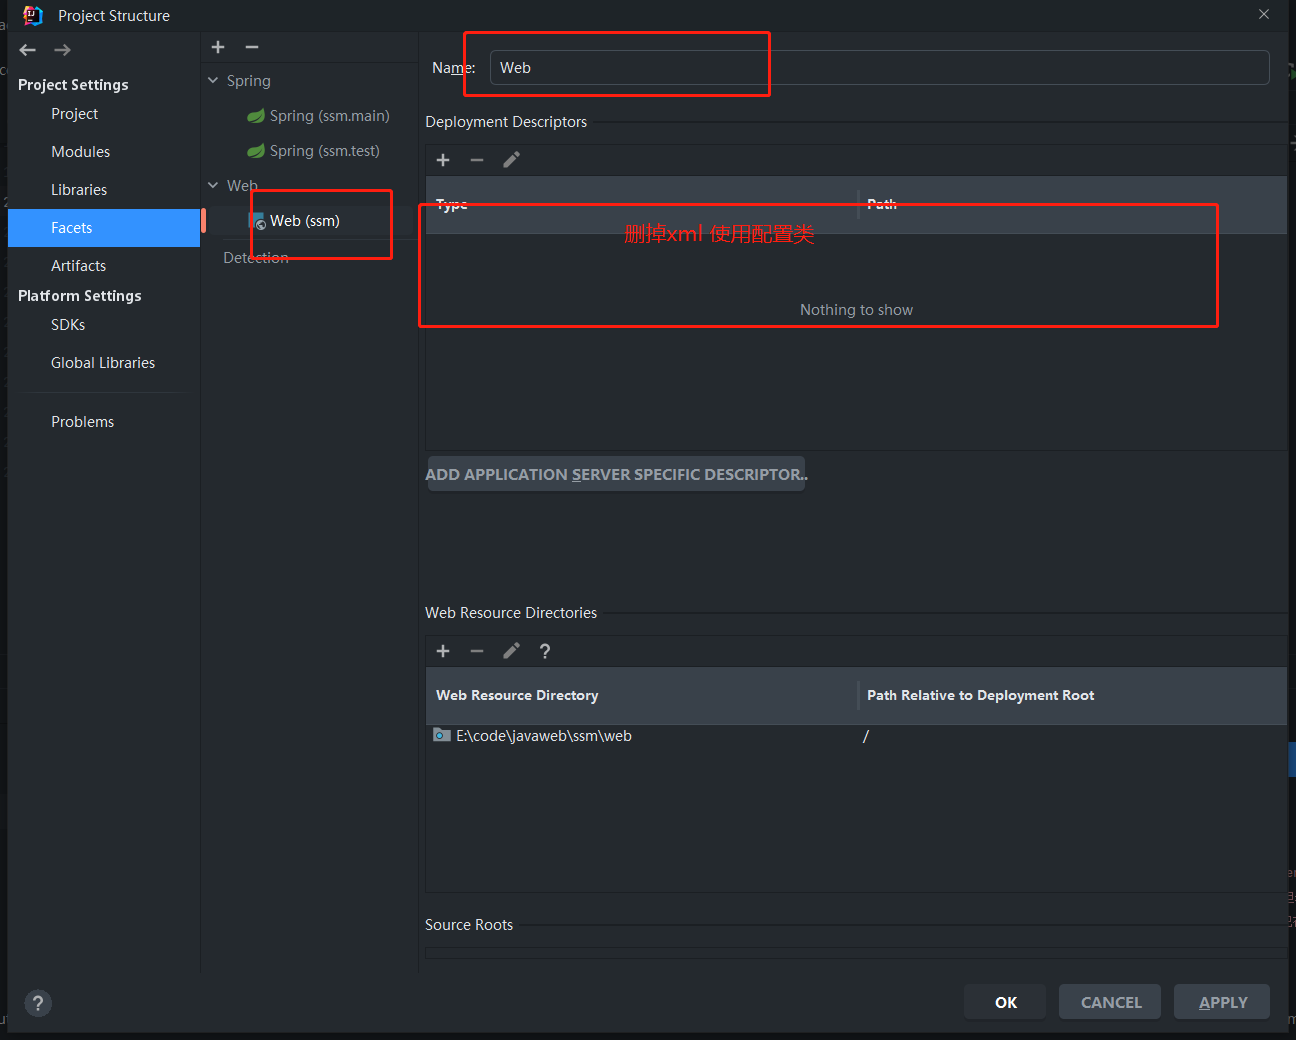 Project Structure
Project Settings
Project
Modules
Libraries
Facets
Artifacts
Platform Settings
SDKs
Global Libraries
Problems
Spring
Spring (ssm.main)
Spring (ssm.test)
Web
Web (ssm)
Detection
Name: Web
Deployment Descriptors
Type Path
删掉xml 使用配置类
Nothing to show
ADD APPLICATION SERVER SPECIFIC DESCRIPTOR..
Web Resource Directories
Web Resource Directory Path Relative to Deployment Root
E:\code\javaweb\ssm\web /
Source Roots
OK CANCEL APPLY